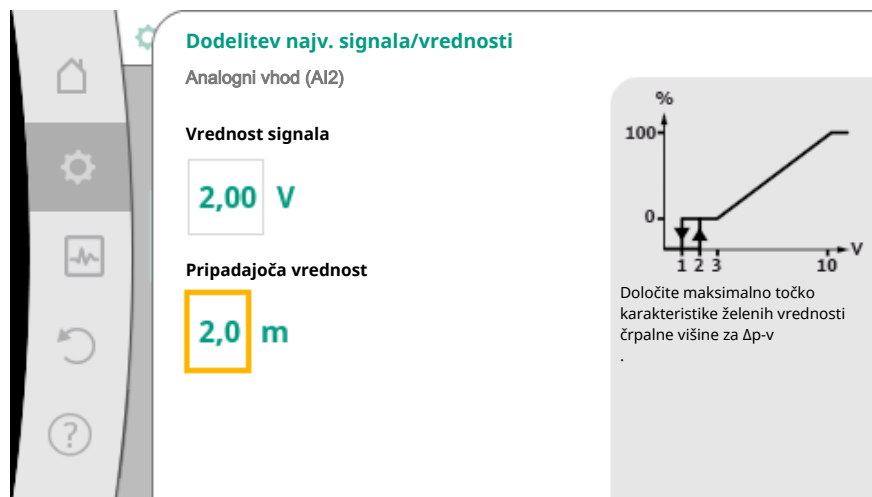 Dodelitev najv. signala/vrednosti
Analogni vhod (AI2)
Vrednost signala
2,00 V
Pripadajoča vrednost
2,0 m
%
100
0
1 2 3 10
V
Določite maksimalno točko
karakteristike želenih vrednosti
črpalne višine za Δp-v
.
?